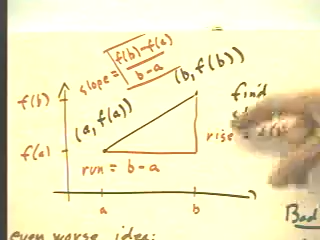 slope = f(b)-f(a)
b-a
(b, f(b))
f(b)
(a, f(a))
find
f(a)
rise =
run = b-a
a
b
Bad
even worse idea: